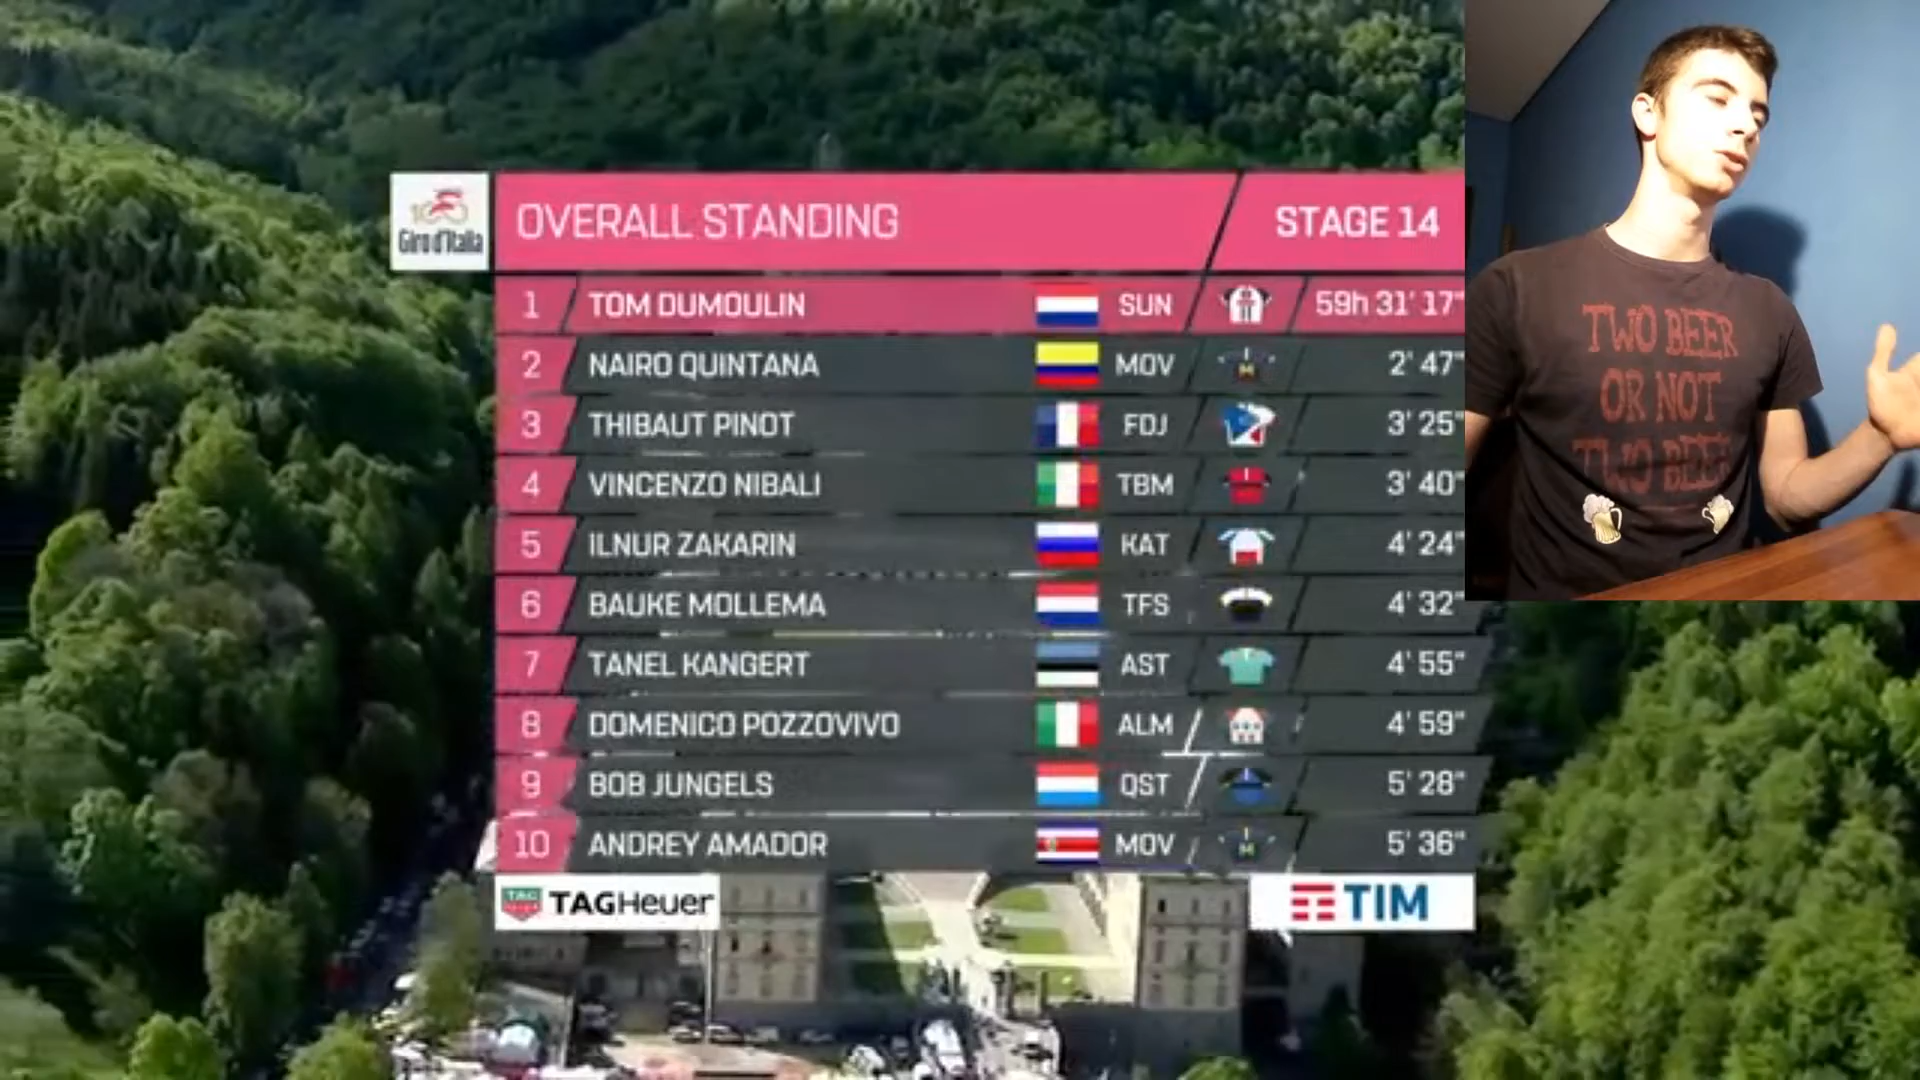 Giro d'Italia
OVERALL STANDING STAGE 14
1 TOM DUMOULIN SUN 59h 31' 17"
2 NAIRO QUINTANA MOV 2' 47"
3 THIBAUT PINOT FDJ 3' 25"
4 VINCENZO NIBALI TBM 3' 40"
5 ILNUR ZAKARIN KAT 4' 24"
6 BAUKE MOLLEMA TFS 4' 32"
7 TANEL KANGERT AST 4' 55"
8 DOMENICO POZZOVIVO ALM 4' 59"
9 BOB JUNGELS QST 5' 28"
10 ANDREY AMADOR MOV 5' 36"
TAG TAGHeuer
TIM
TWO BEER
OR NOT
TWO BEER